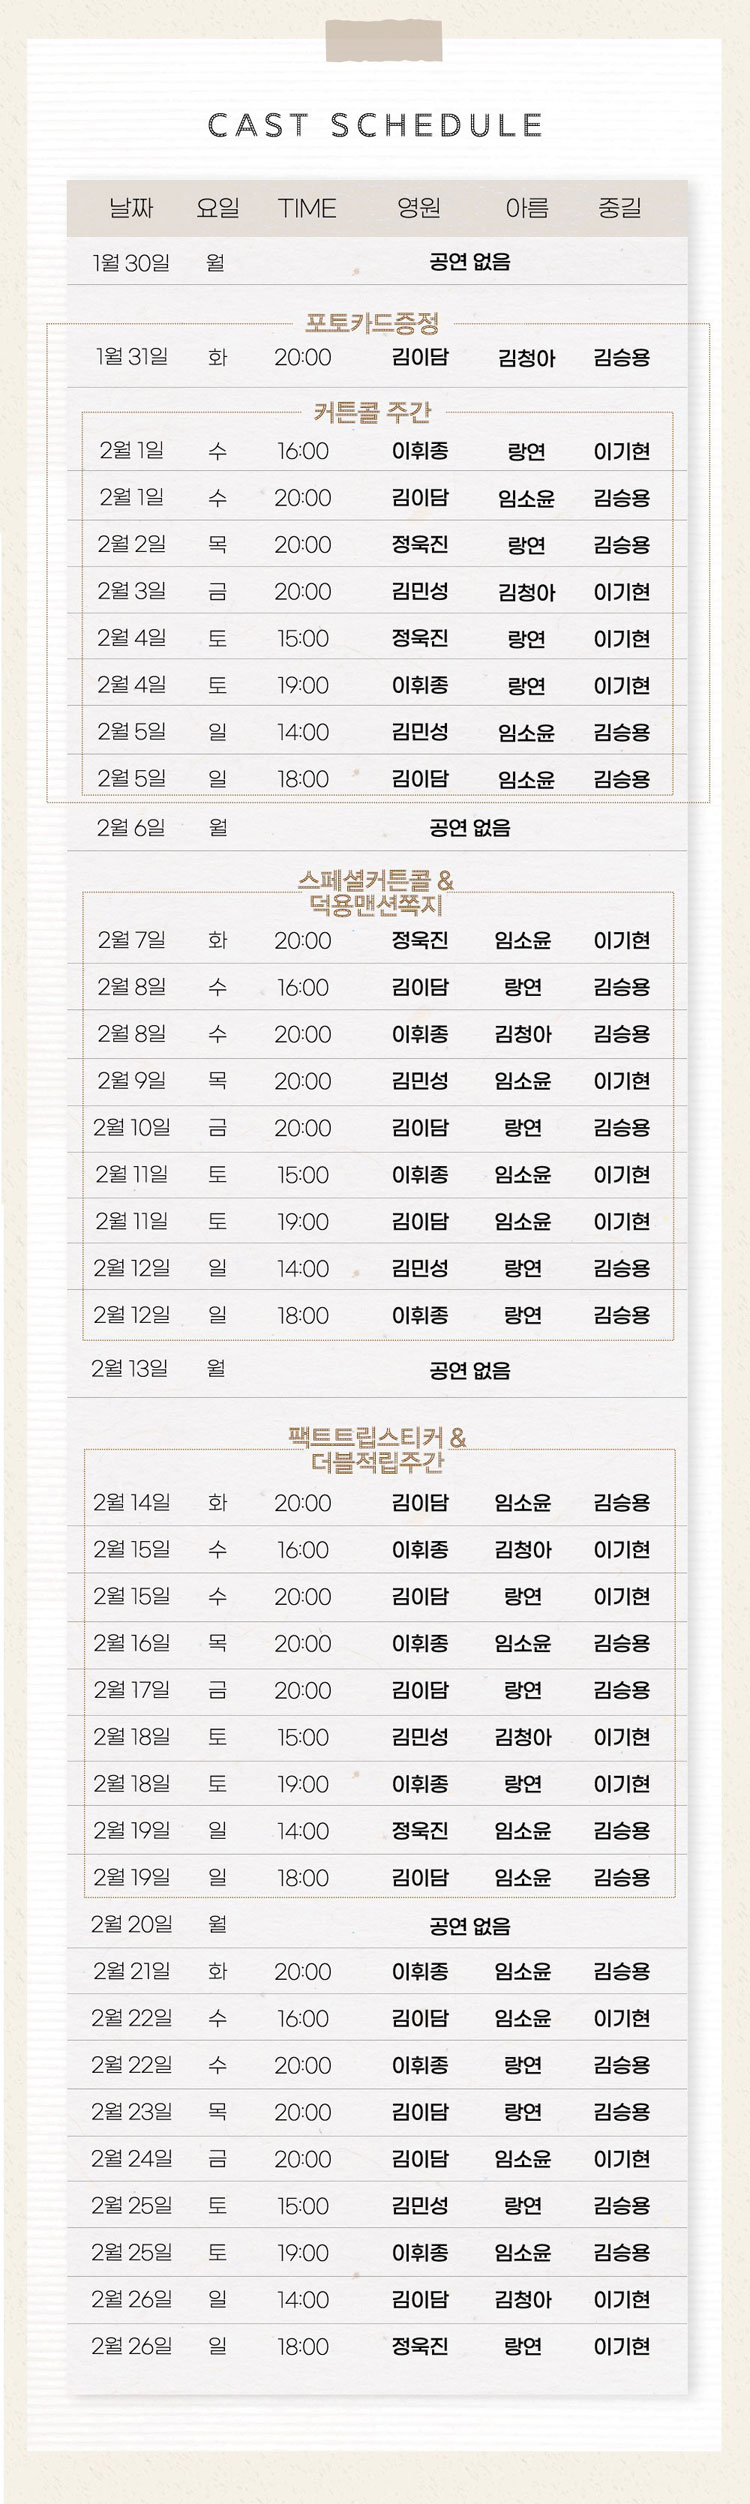 CAST SCHEDULE
날짜 요일 TIME 영원 아름 중길
1월 30일 월 공연 없음
포토카드증정
1월 31일 화 20:00 김이담 김청아 김승용
커튼콜 주간
2월 1일 수 16:00 이휘종 랑연 이기현
2월 1일 수 20:00 김이담 임소윤 김승용
2월 2일 목 20:00 정욱진 랑연 김승용
2월 3일 금 20:00 김민성 김청아 이기현
2월 4일 토 15:00 정욱진 랑연 이기현
2월 4일 토 19:00 이휘종 랑연 이기현
2월 5일 일 14:00 김민성 임소윤 김승용
2월 5일 일 18:00 김이담 임소윤 김승용
2월 6일 월 공연 없음
스페셜커튼콜 &
덕용맨션쪽지
2월 7일 화 20:00 정욱진 임소윤 이기현
2월 8일 수 16:00 김이담 랑연 김승용
2월 8일 수 20:00 이휘종 김청아 김승용
2월 9일 목 20:00 김민성 임소윤 이기현
2월 10일 금 20:00 김이담 랑연 김승용
2월 11일 토 15:00 이휘종 임소윤 이기현
2월 11일 토 19:00 김이담 임소윤 이기현
2월 12일 일 14:00 김민성 랑연 김승용
2월 12일 일 18:00 이휘종 랑연 김승용
2월 13일 월 공연 없음
팩트트립스티커 &
더블적립주간
2월 14일 화 20:00 김이담 임소윤 김승용
2월 15일 수 16:00 이휘종 김청아 이기현
2월 15일 수 20:00 김이담 랑연 김승용
2월 16일 목 20:00 이휘종 임소윤 김승용
2월 17일 금 20:00 김이담 랑연 김승용
2월 18일 토 15:00 김민성 김청아 이기현
2월 18일 토 19:00 이휘종 랑연 이기현
2월 19일 일 14:00 정욱진 임소윤 김승용
2월 19일 일 18:00 김이담 임소윤 김승용
2월 20일 월 공연 없음
2월 21일 화 20:00 이휘종 임소윤 김승용
2월 22일 수 16:00 김이담 임소윤 이기현
2월 22일 수 20:00 이휘종 랑연 김승용
2월 23일 목 20:00 김이담 랑연 김승용
2월 24일 금 20:00 김이담 임소윤 이기현
2월 25일 토 15:00 김민성 랑연 김승용
2월 25일 토 19:00 이휘종 임소윤 김승용
2월 26일 일 14:00 김이담 김청아 이기현
2월 26일 일 18:00 정욱진 랑연 이기현